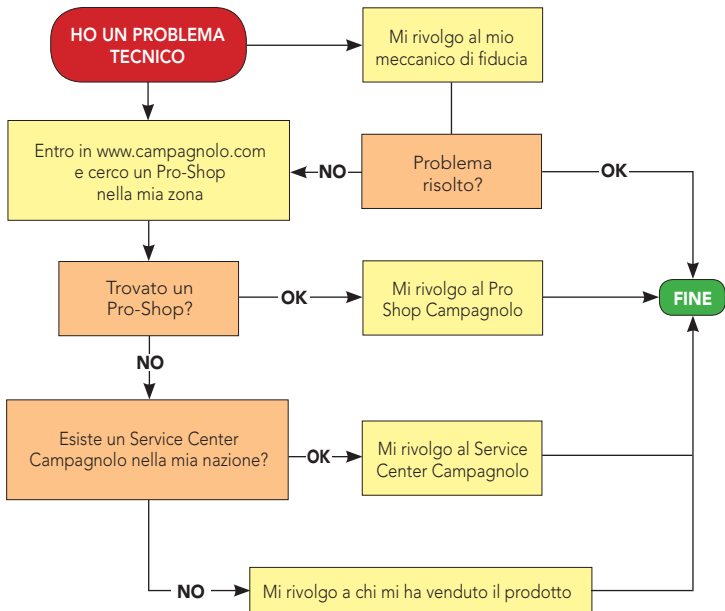 HO UN PROBLEMA
TECNICO
Mi rivolgo al mio
meccanico di fiducia
Entro in www.campagnolo.com
e cerco un Pro-Shop
nella mia zona
NO
Problema
risolto?
OK
Trovato un
Pro-Shop?
OK
Mi rivolgo al Pro
Shop Campagnolo
FINE
NO
Esiste un Service Center
Campagnolo nella mia nazione?
OK
Mi rivolgo al Service
Center Campagnolo
NO
Mi rivolgo a chi mi ha venduto il prodotto